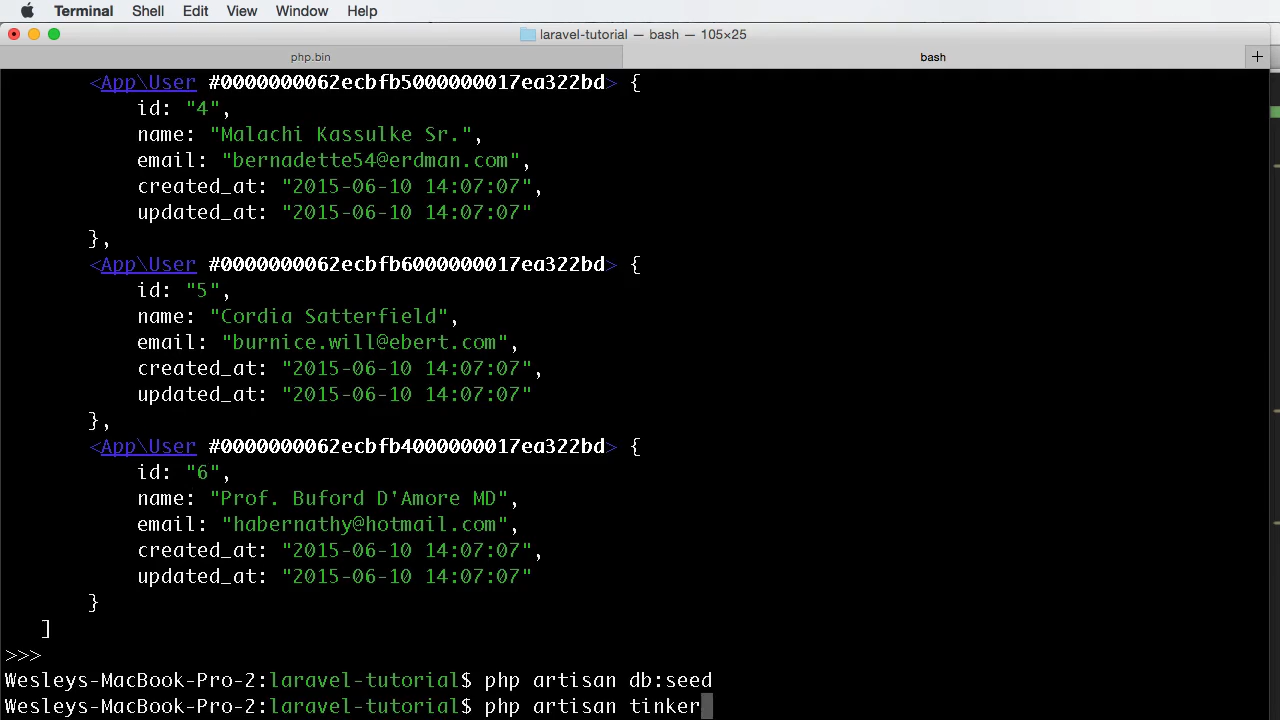 Terminal Shell Edit View Window Help
laravel-tutorial — bash — 105×25
php.bin bash +
<App\User #0000000062ecbfb5000000017ea322bd> {
id: "4",
name: "Malachi Kassulke Sr.",
email: "bernadette54@erdman.com",
created_at: "2015-06-10 14:07:07",
updated_at: "2015-06-10 14:07:07"
},
<App\User #0000000062ecbfb6000000017ea322bd> {
id: "5",
name: "Cordia Satterfield",
email: "burnice.will@ebert.com",
created_at: "2015-06-10 14:07:07",
updated_at: "2015-06-10 14:07:07"
},
<App\User #0000000062ecbfb4000000017ea322bd> {
id: "6",
name: "Prof. Buford D'Amore MD",
email: "habernathy@hotmail.com",
created_at: "2015-06-10 14:07:07",
updated_at: "2015-06-10 14:07:07"
}
]
>>>
Wesleys-MacBook-Pro-2:laravel-tutorial$ php artisan db:seed
Wesleys-MacBook-Pro-2:laravel-tutorial$ php artisan tinker